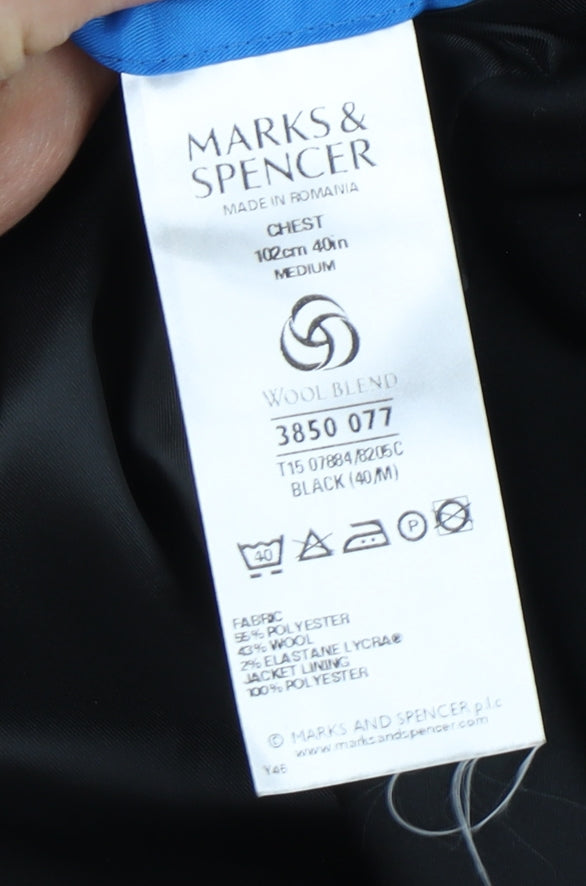 MARKS &
SPENCER
MADE IN ROMANIA
CHEST
102cm 40in
MEDIUM
WOOL BLEND
3850 077
T15 07884/8205C
BLACK (40/M)
40
P
FABRIC
55% POLYESTER
43% WOOL
2% ELASTANE LYCRA®
JACKET LINING
100% POLYESTER
© MARKS AND SPENCER p.l.c
www.marksandspencer.com
Y46